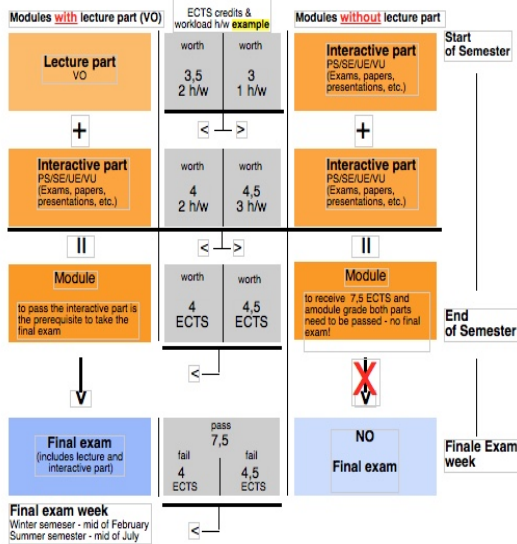 Modules with lecture part (VO)
ECTS credits &
workload h/w example
Modules without lecture part
Start
of Semester
Lecture part
VO
worth
3,5
2 h/w
worth
3
1 h/w
Interactive part
PS/SE/UE/VU
(Exams, papers,
presentations, etc.)
+
< >
+
Interactive part
PS/SE/UE/VU
(Exams, papers,
presentations, etc.)
worth
4
2 h/w
worth
4,5
3 h/w
Interactive part
PS/SE/UE/VU
(Exams, papers,
presentations, etc.)
=
< >
=
Module
to pass the interactive part is
the prerequisite to take the
final exam
worth
4
ECTS
worth
4,5
ECTS
Module
to receive 7,5 ECTS and
amodule grade both parts
need to be passed - no final
exam!
End
of Semester
<
X
Final exam
(includes lecture and
interactive part)
pass
7,5
fail
4
ECTS
fail
4,5
ECTS
NO
Final exam
Finale Exam
week
Final exam week
Winter semeser - mid of February
Summer semester - mid of July
<